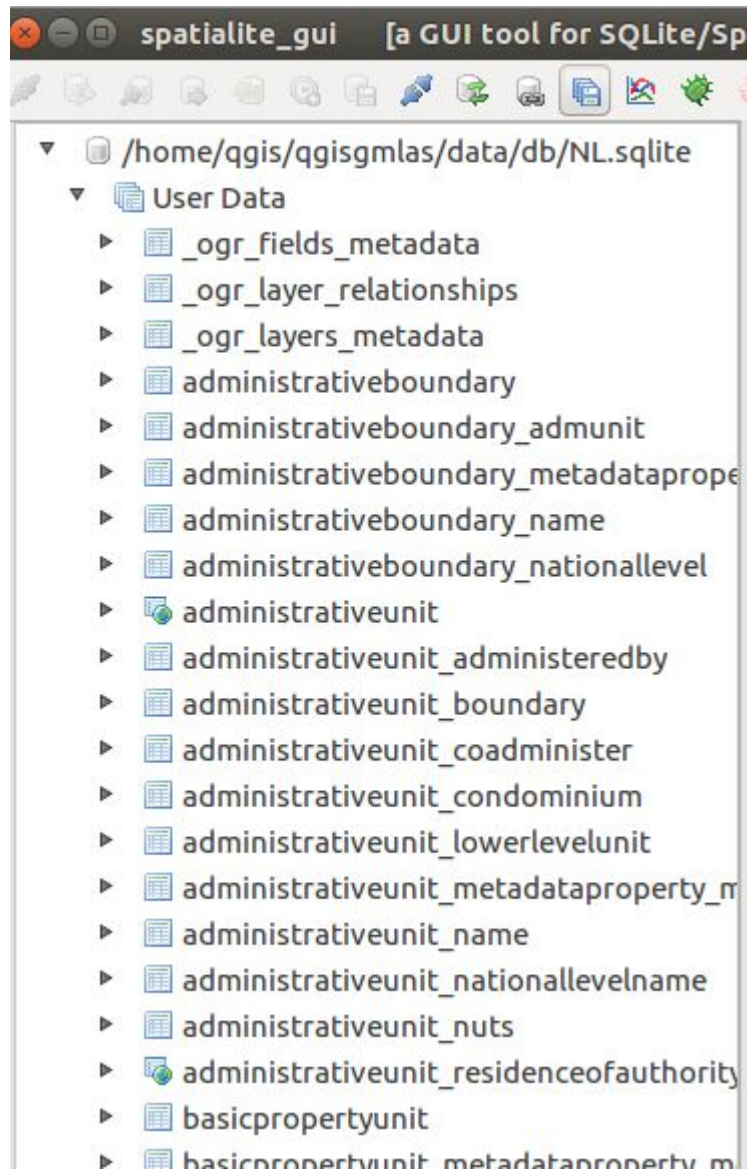 spatialite_gui [a GUI tool for SQLite/Sp
/home/qgis/qgisgmlas/data/db/NL.sqlite
User Data
_ogr_fields_metadata
_ogr_layer_relationships
_ogr_layers_metadata
administrativeboundary
administrativeboundary_admunit
administrativeboundary_metadataprope
administrativeboundary_name
administrativeboundary_nationallevel
administrativeunit
administrativeunit_administeredby
administrativeunit_boundary
administrativeunit_coadminister
administrativeunit_condominium
administrativeunit_lowerlevelunit
administrativeunit_metadataproperty_m
administrativeunit_name
administrativeunit_nationallevelname
administrativeunit_nuts
administrativeunit_residenceofauthority
basicpropertyunit
basicpropertyunit_metadataproperty_m